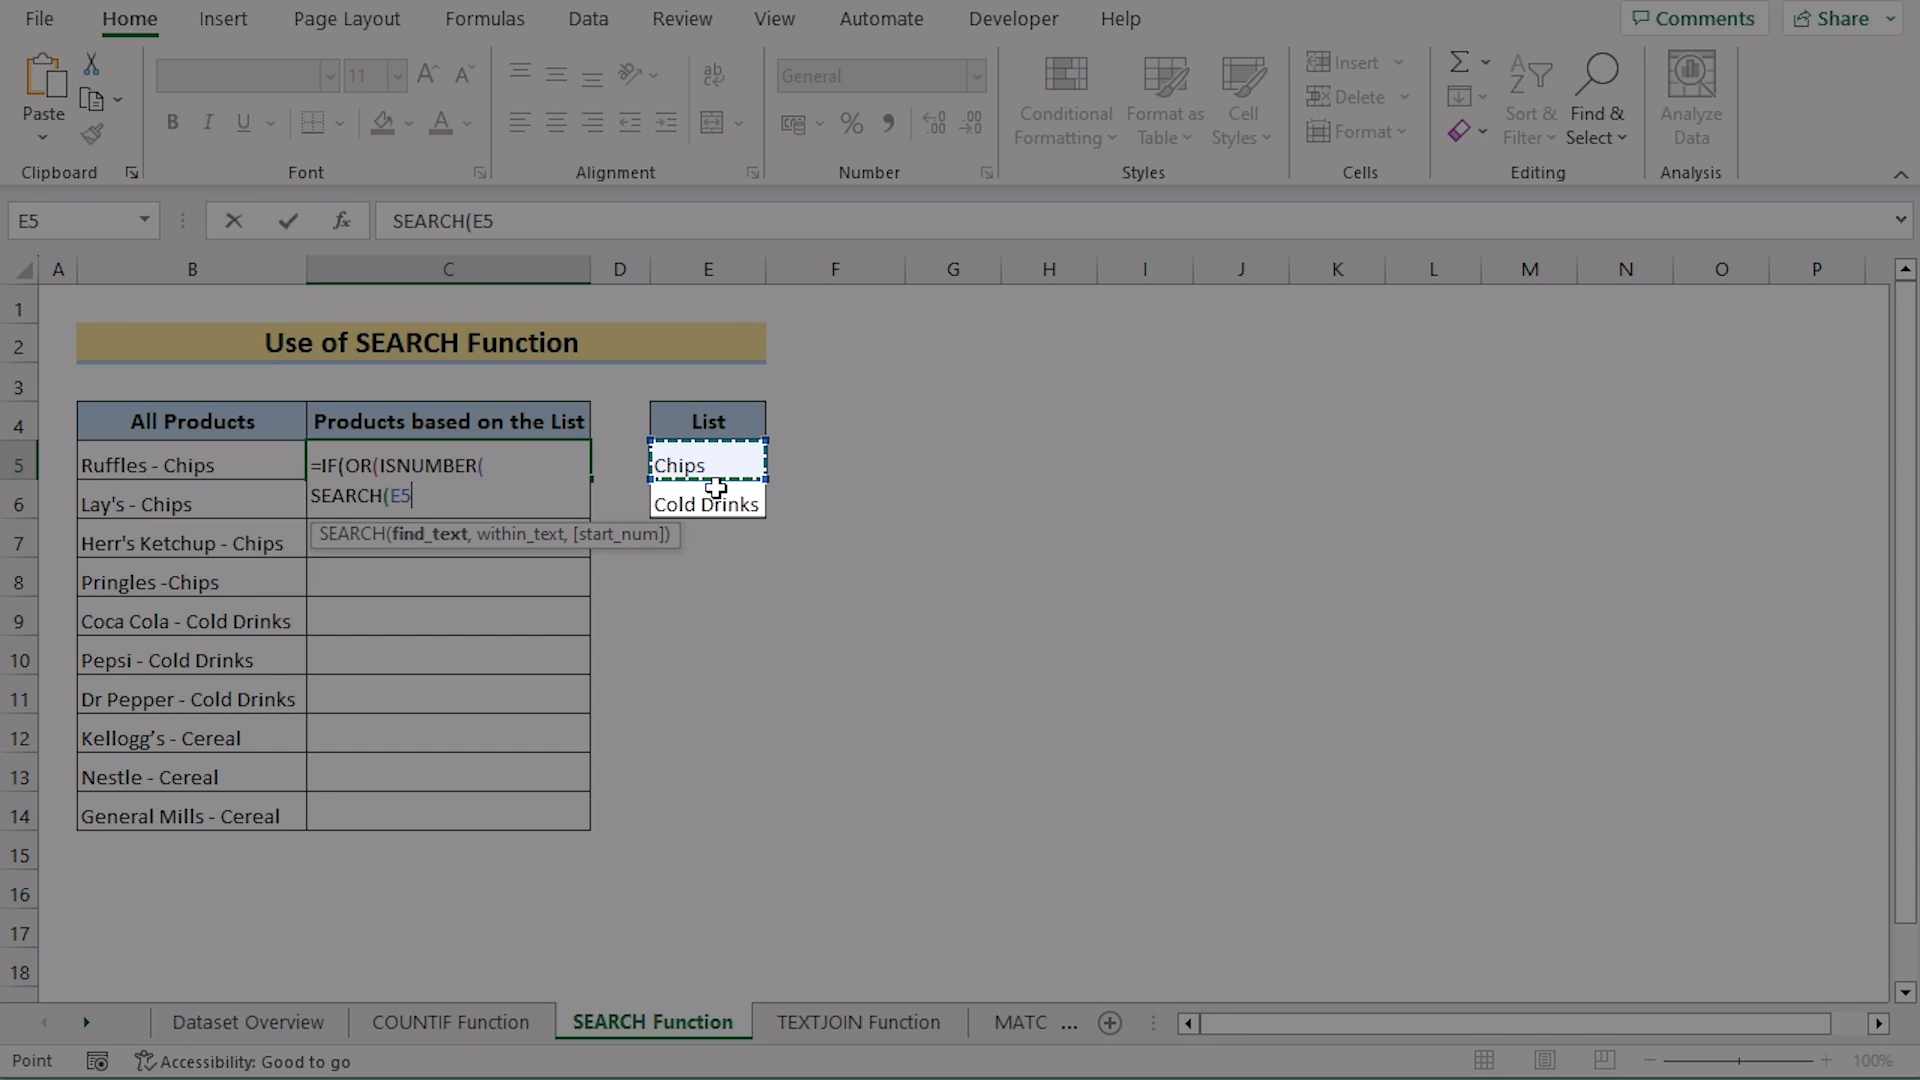 File Home Insert Page Layout Formulas Data Review View Automate Developer Help Comments Share
11 A^ A General Insert
Paste Conditional Format as Cell Delete Sort & Find & Analyze
B I U A % 9 Formatting Table Styles Format Filter Select Data
Clipboard Font Alignment Number Styles Cells Editing Analysis
E5 fx SEARCH(E5
A B C D E F G H I J K L M N O P
1
2 Use of SEARCH Function
3
4 All Products Products based on the List List
5 Ruffles - Chips =IF(OR(ISNUMBER( Chips
6 Lay's - Chips SEARCH(E5 Cold Drinks
SEARCH(find_text, within_text, [start_num])
7 Herr's Ketchup - Chips
8 Pringles -Chips
9 Coca Cola - Cold Drinks
10 Pepsi - Cold Drinks
11 Dr Pepper - Cold Drinks
12 Kellogg’s - Cereal
13 Nestle - Cereal
14 General Mills - Cereal
15
16
17
18
Dataset Overview COUNTIF Function SEARCH Function TEXTJOIN Function MATC ...
Point Accessibility: Good to go 100%